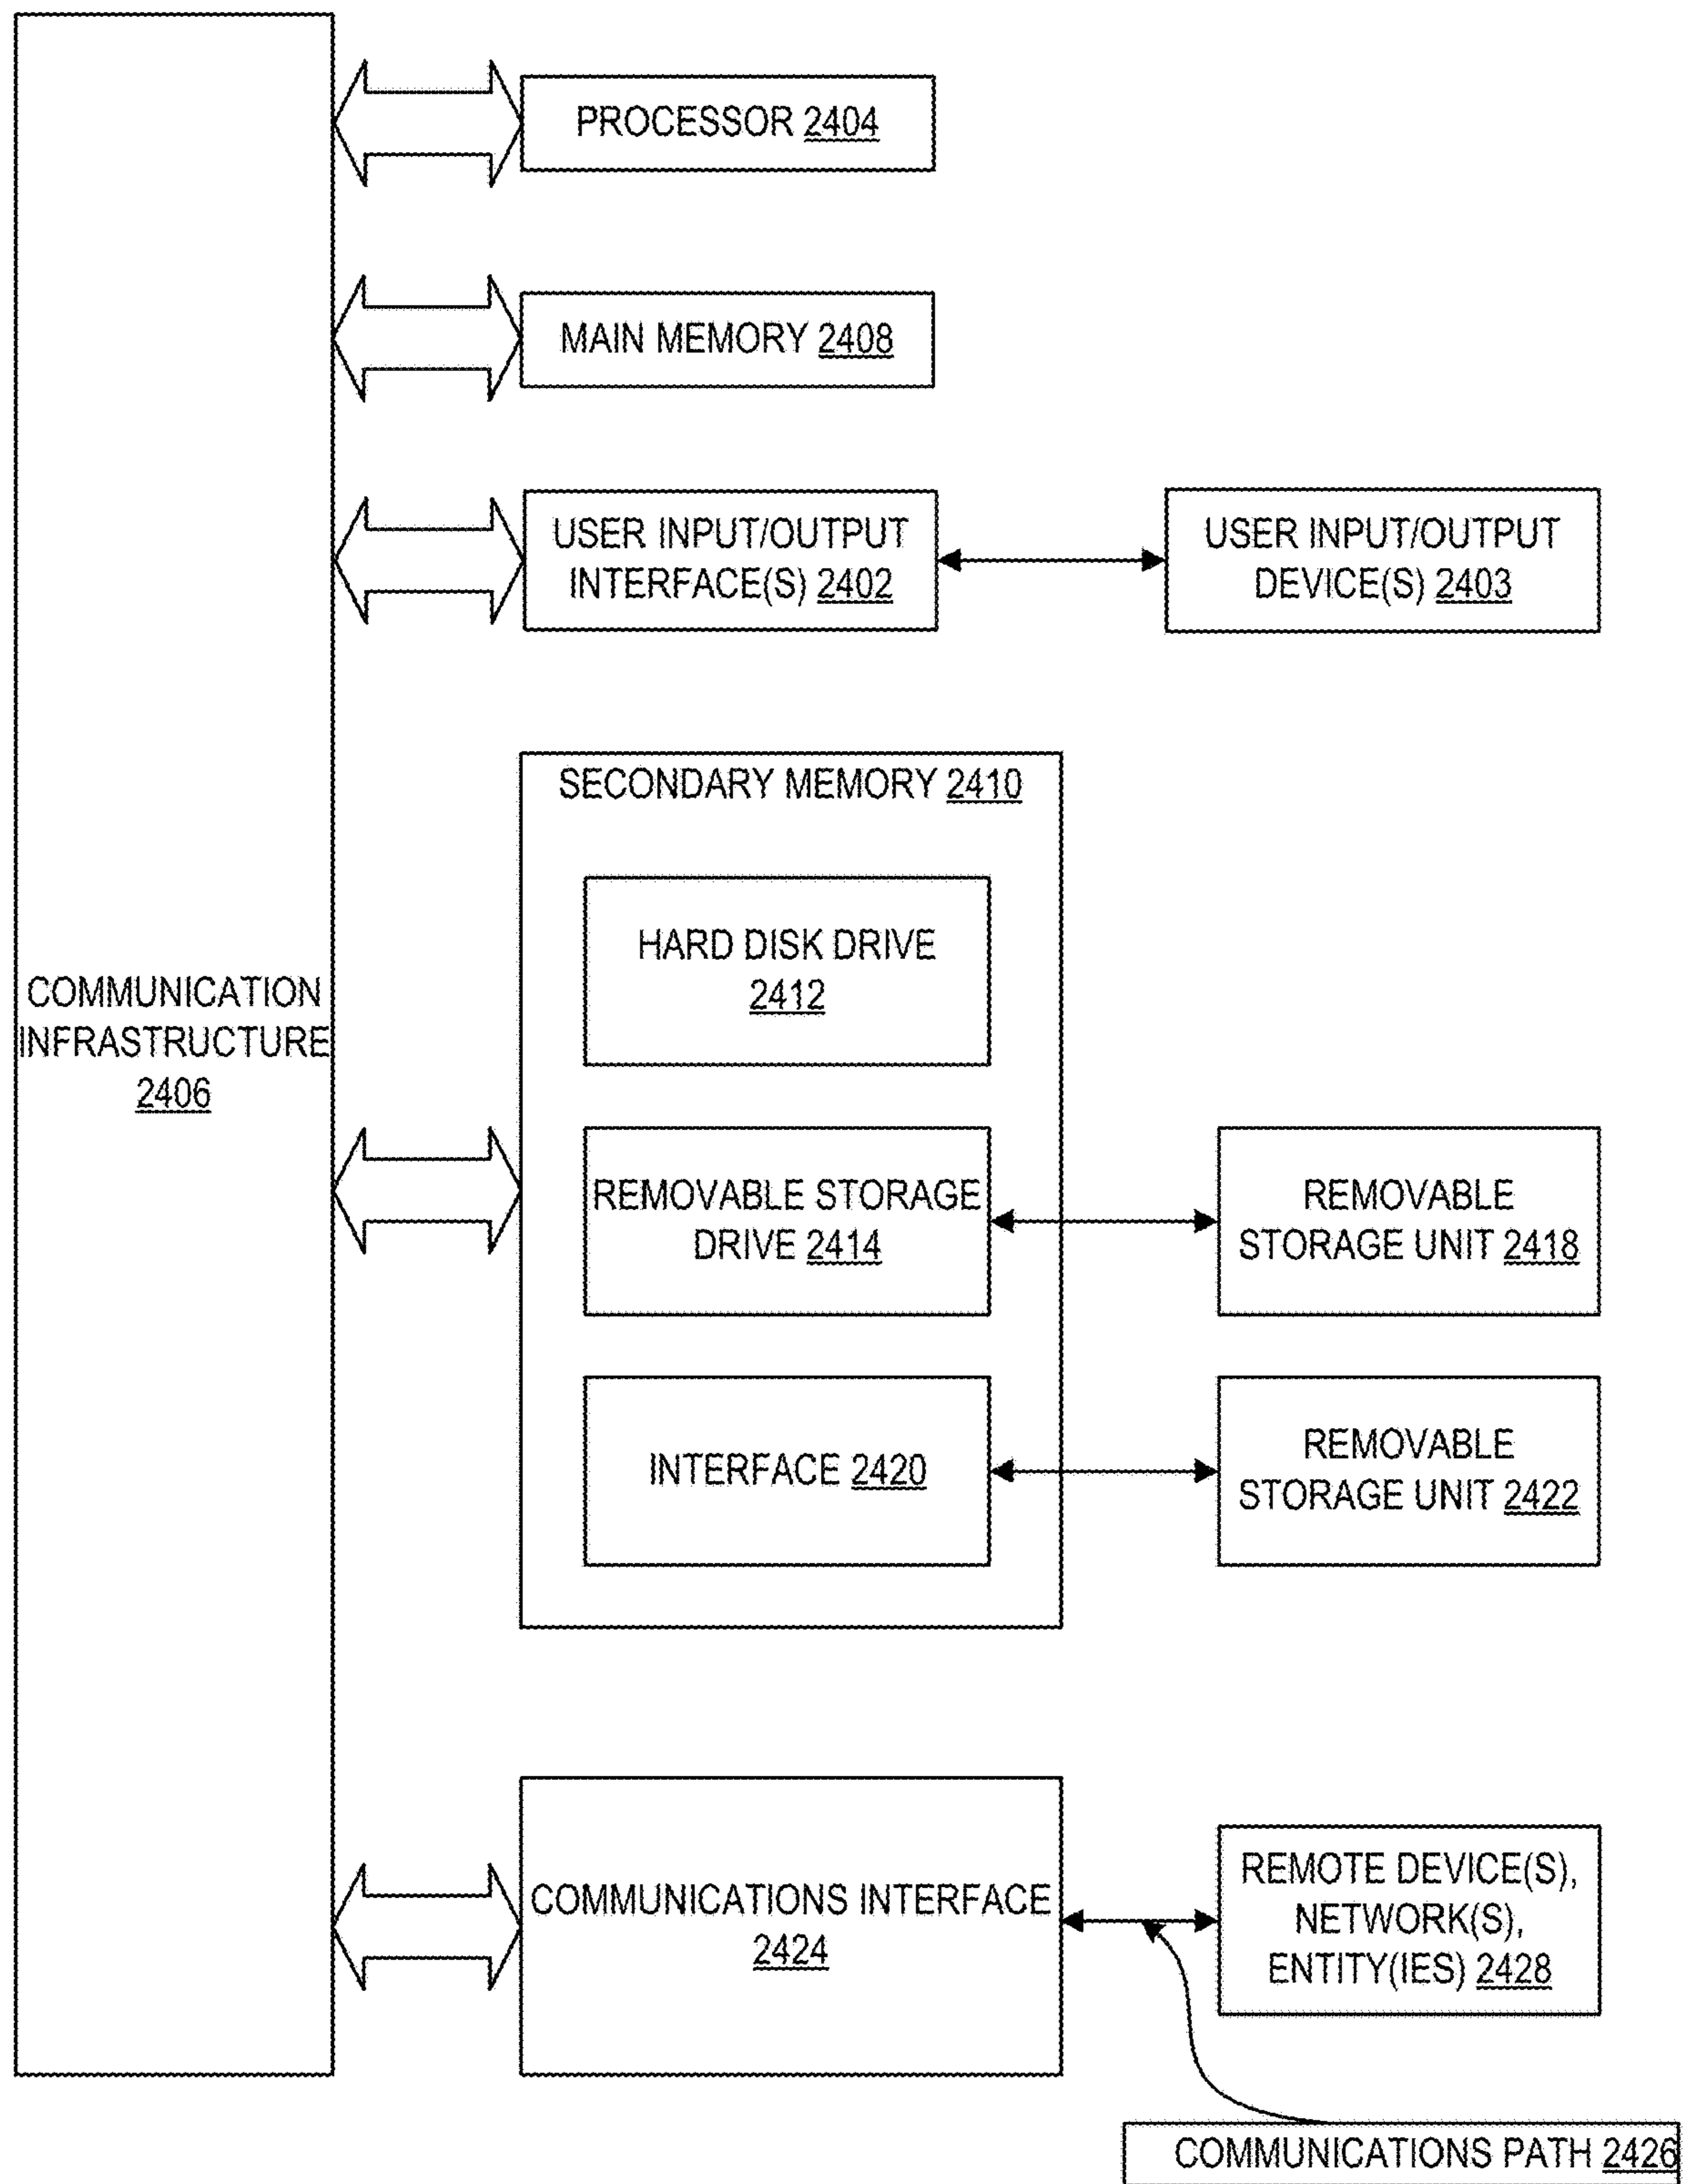 PROCESSOR 2404
MAIN MEMORY 2408
USER INPUT/OUTPUT
INTERFACE(S) 2402
USER INPUT/OUTPUT
DEVICE(S) 2403
SECONDARY MEMORY 2410
HARD DISK DRIVE
2412
COMMUNICATION
INFRASTRUCTURE
2406
REMOVABLE STORAGE
DRIVE 2414
REMOVABLE
STORAGE UNIT 2418
INTERFACE 2420
REMOVABLE
STORAGE UNIT 2422
COMMUNICATIONS INTERFACE
2424
REMOTE DEVICE(S),
NETWORK(S),
ENTITY(IES) 2428
COMMUNICATIONS PATH 2426